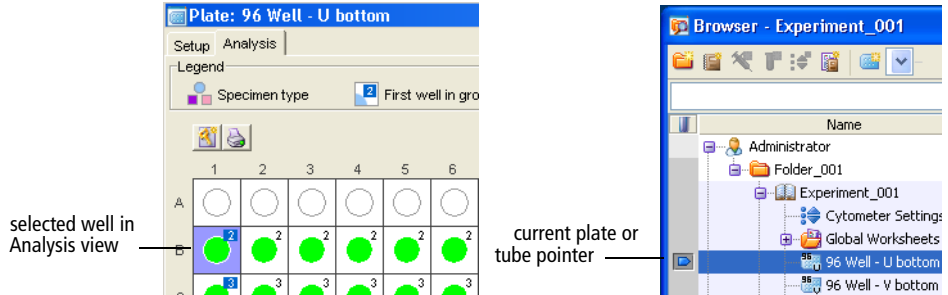 Plate: 96 Well - U bottom
Setup Analysis
Legend
Specimen type 2 First well in gro
1 2 3 4 5 6
A
B 2 2 2 2 2 2
3 3 3 3 3 3
selected well in
Analysis view
Browser - Experiment_001
Name
Administrator
Folder_001
Experiment_001
Cytometer Settings
Global Worksheets
96 Well - U bottom
96 Well - V bottom
current plate or
tube pointer